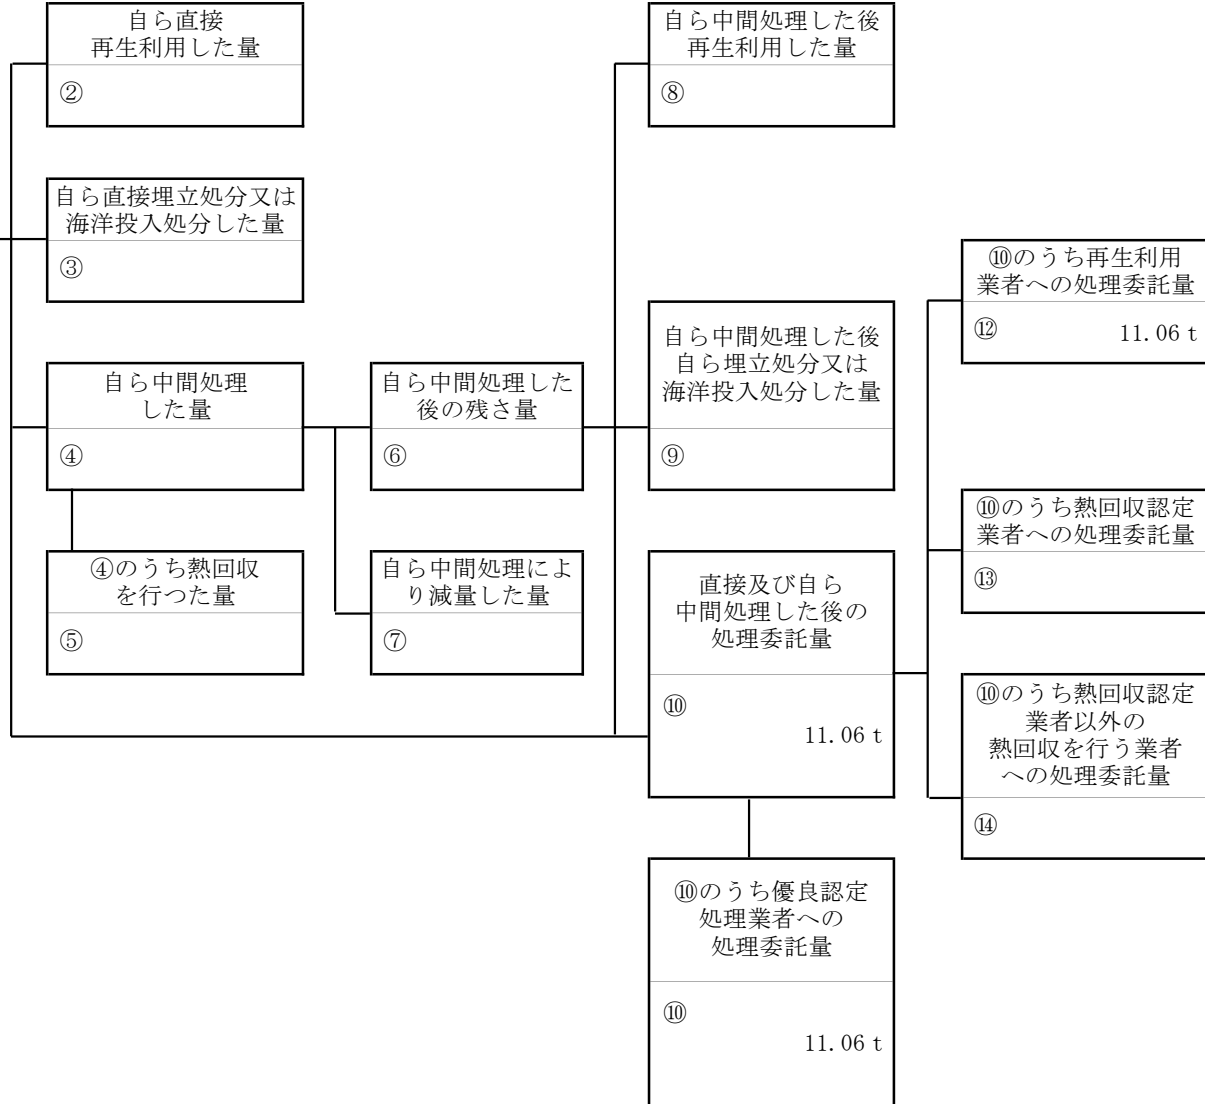 自ら直接
再生利用した量
②
自ら中間処理した後
再生利用した量
⑧
自ら直接埋立処分又は
海洋投入処分した量
③
⑩のうち再生利用
業者への処理委託量
⑫ 11.06 t
自ら中間処理した後
自ら埋立処分又は
海洋投入処分した量
⑨
自ら中間処理
した量
④
自ら中間処理した
後の残さ量
⑥
⑩のうち熱回収認定
業者への処理委託量
⑬
④のうち熱回収
を行つた量
⑤
自ら中間処理によ
り減量した量
⑦
直接及び自ら
中間処理した後の
処理委託量
⑩
11.06 t
⑩のうち熱回収認定
業者以外の
熱回収を行う業者
への処理委託量
⑭
⑩のうち優良認定
処理業者への
処理委託量
⑩
11.06 t